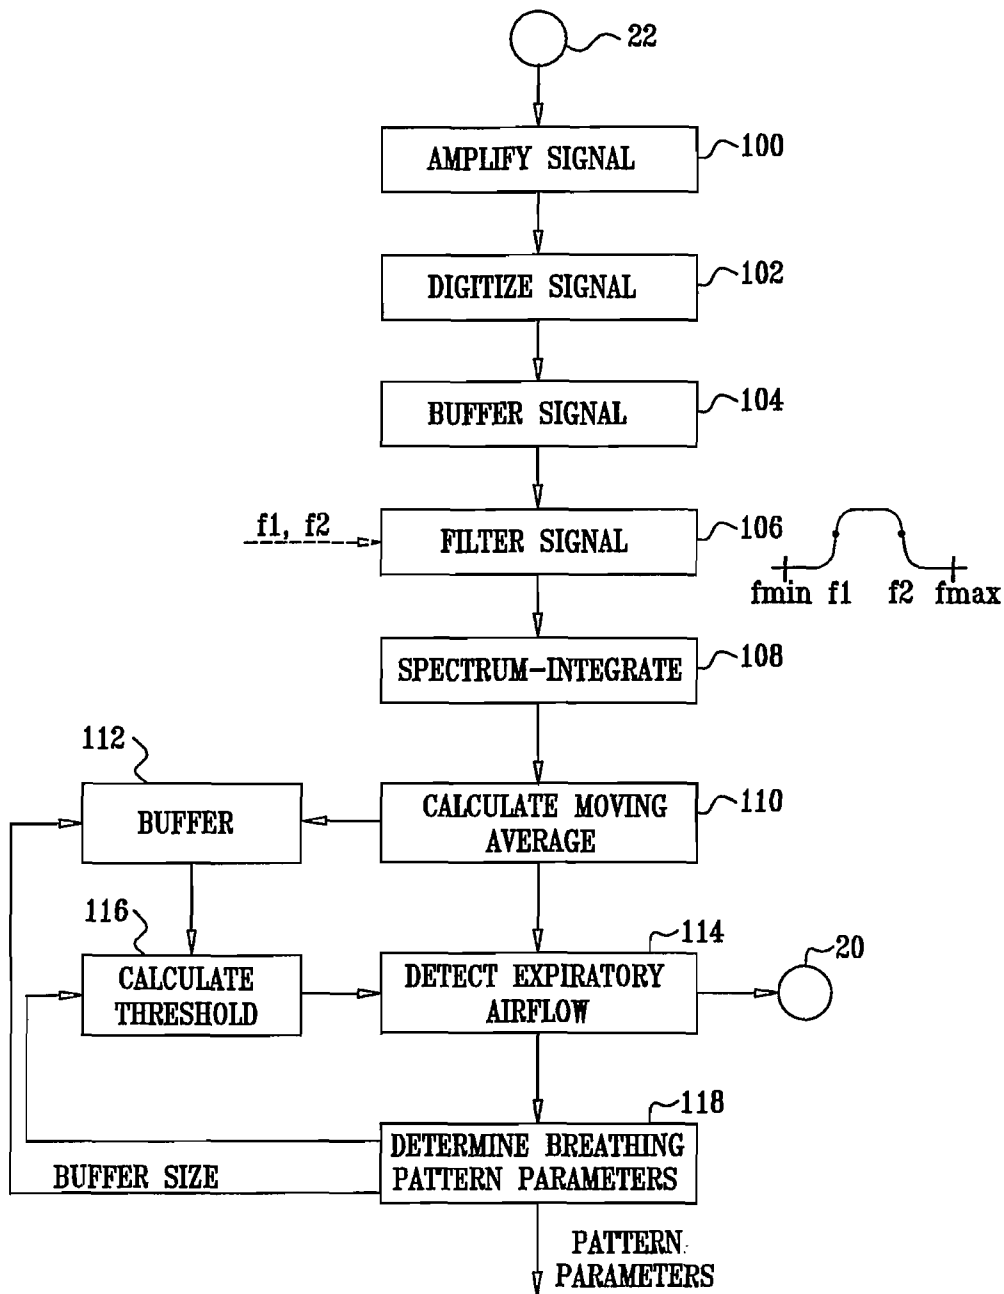 22
AMPLIFY SIGNAL
100
DIGITIZE SIGNAL
102
BUFFER SIGNAL
104
f1, f2
FILTER SIGNAL
106
fmin f1 f2 fmax
SPECTRUM-INTEGRATE
108
112
BUFFER
CALCULATE MOVING
AVERAGE
110
116
CALCULATE
THRESHOLD
114
DETECT EXPIRATORY
AIRFLOW
20
118
DETERMINE BREATHING
PATTERN PARAMETERS
BUFFER SIZE
PATTERN
PARAMETERS